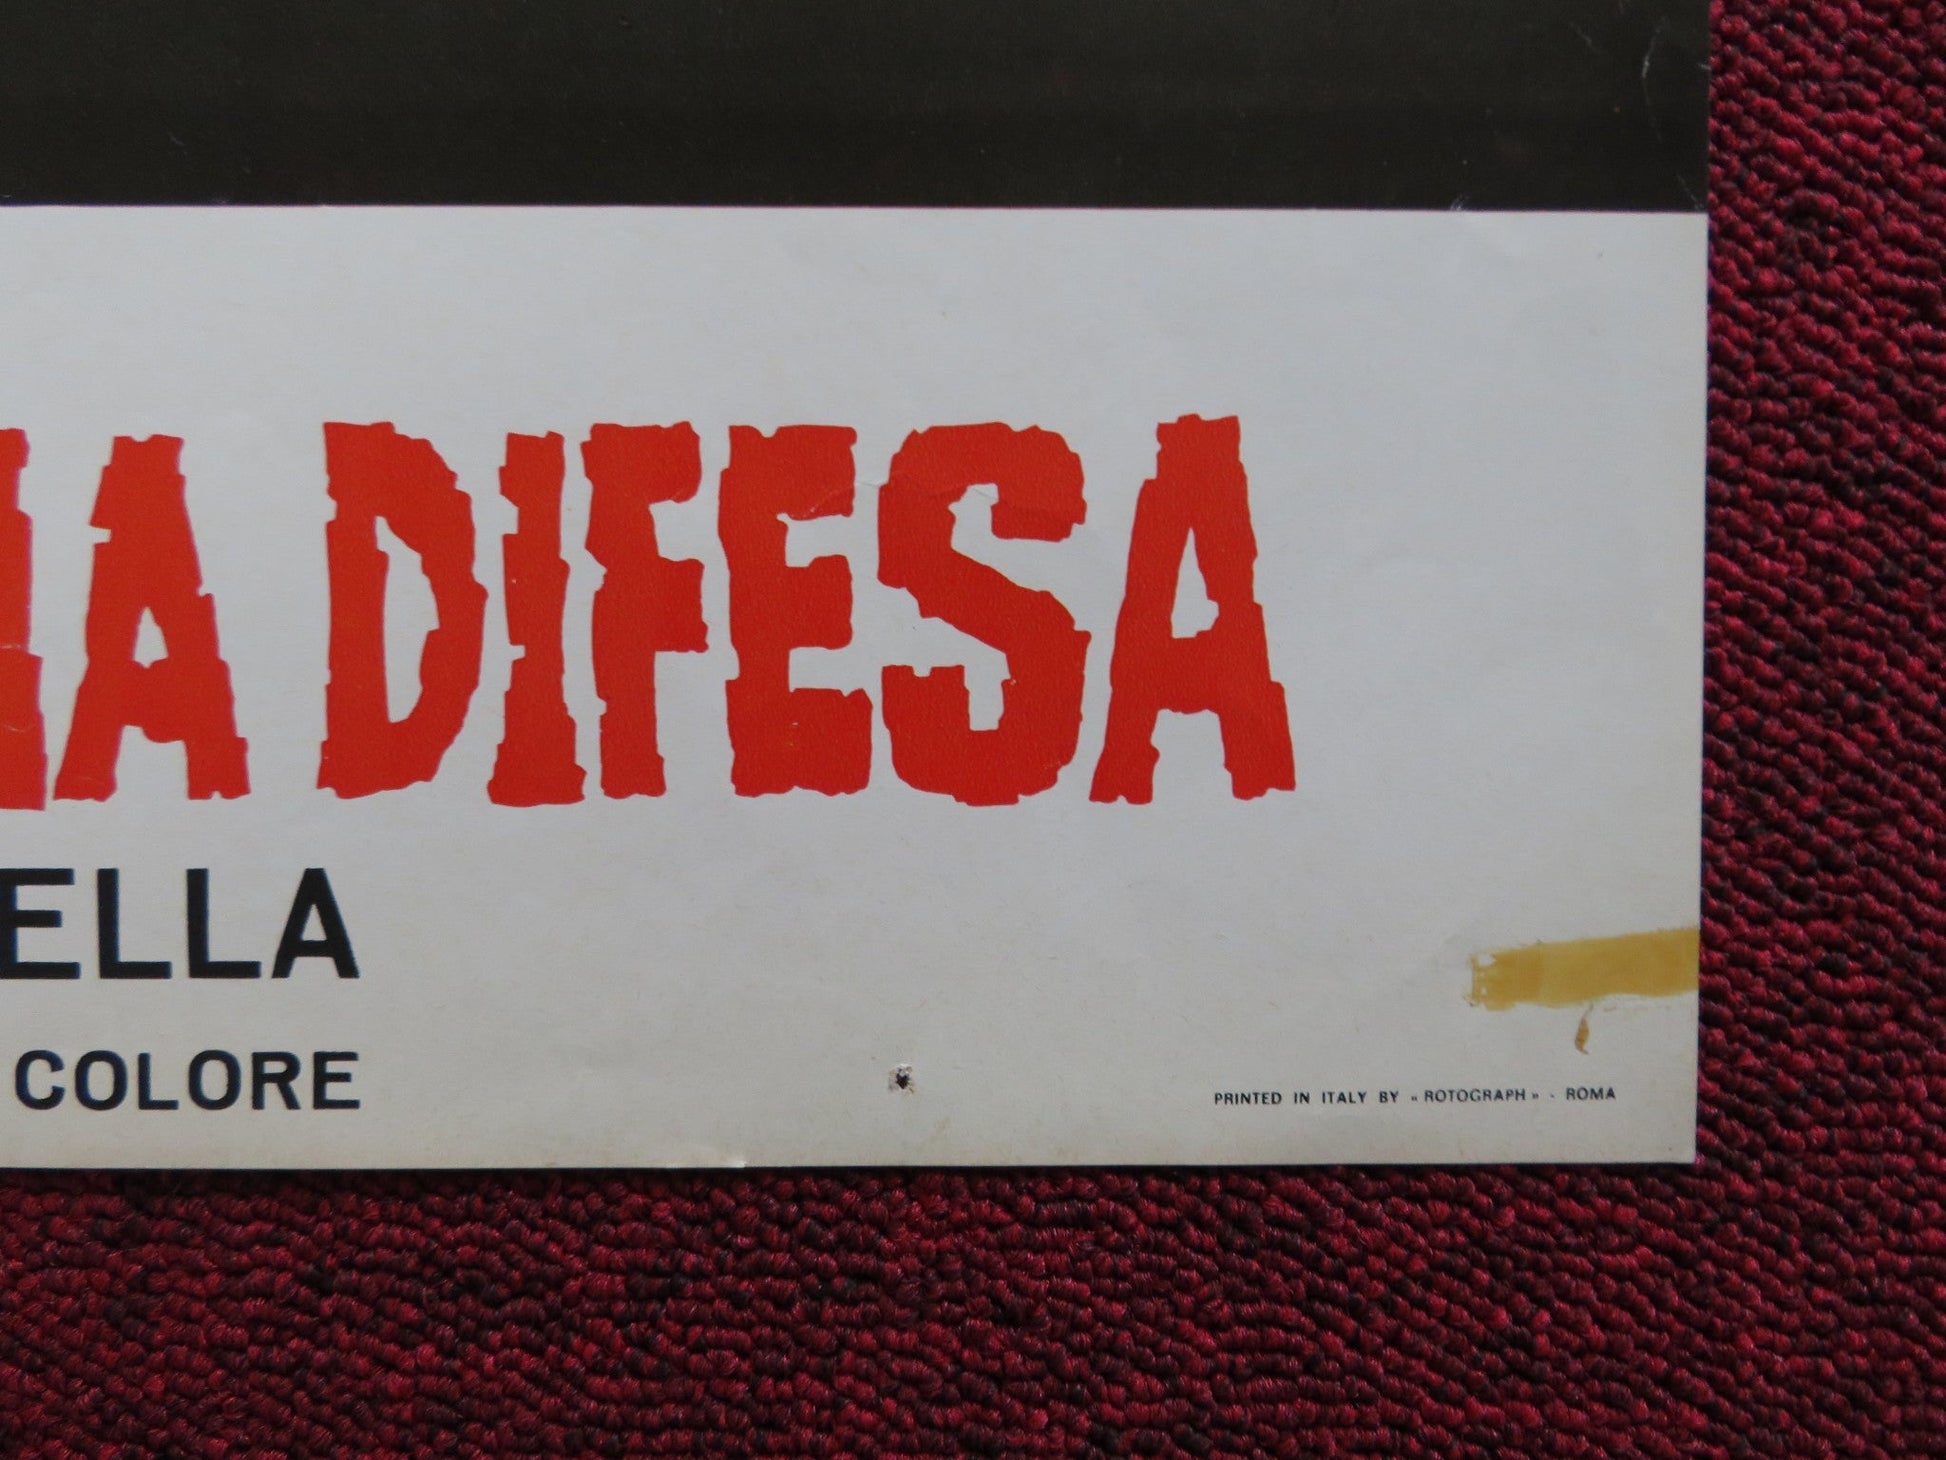 IA DIFESA
ELLA
COLORE
PRINTED IN ITALY BY « ROTOGRAPH » - ROMA